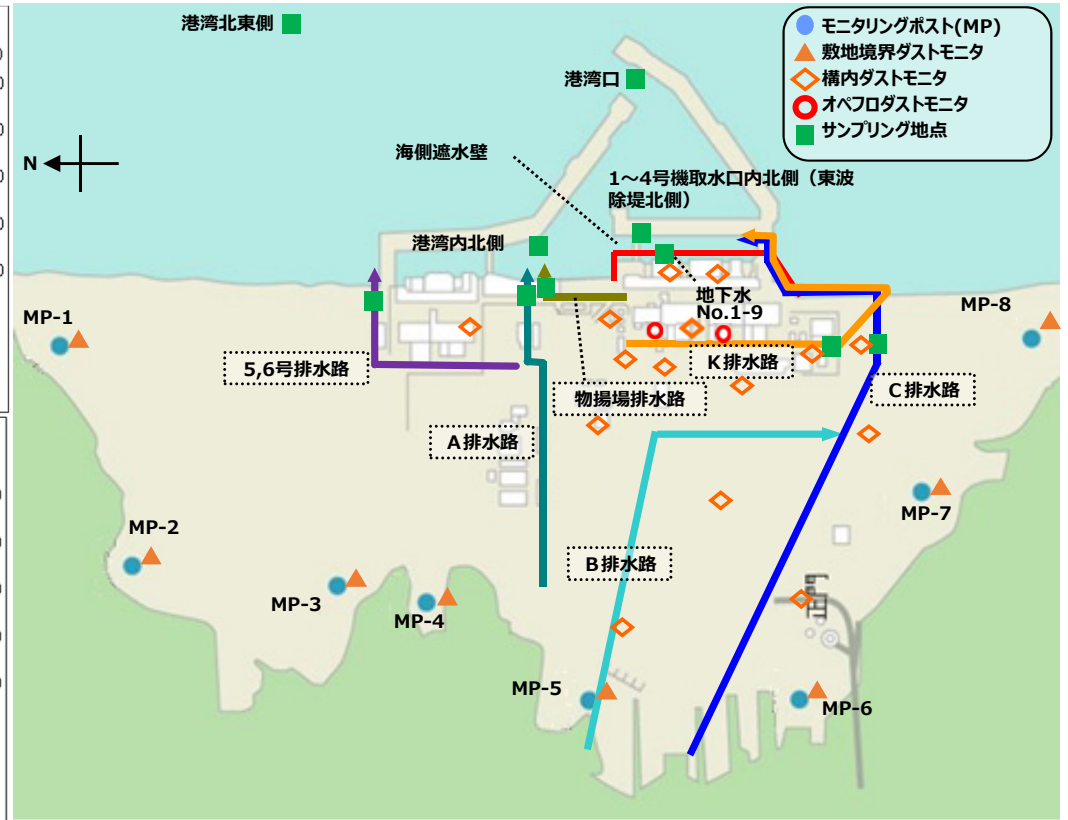 港湾北東側
モニタリングポスト(MP)
敷地境界ダストモニタ
構内ダストモニタ
オペフロダストモニタ
サンプリング地点
港湾口
N
海側遮水壁
1～4号機取水口内北側（東波
除堤北側）
港湾内北側
地下水
No.1-9
MP-8
MP-1
5,6号排水路
K排水路
物揚場排水路
C排水路
A排水路
MP-7
MP-2
B排水路
MP-3
MP-4
正門
MP-5
MP-6